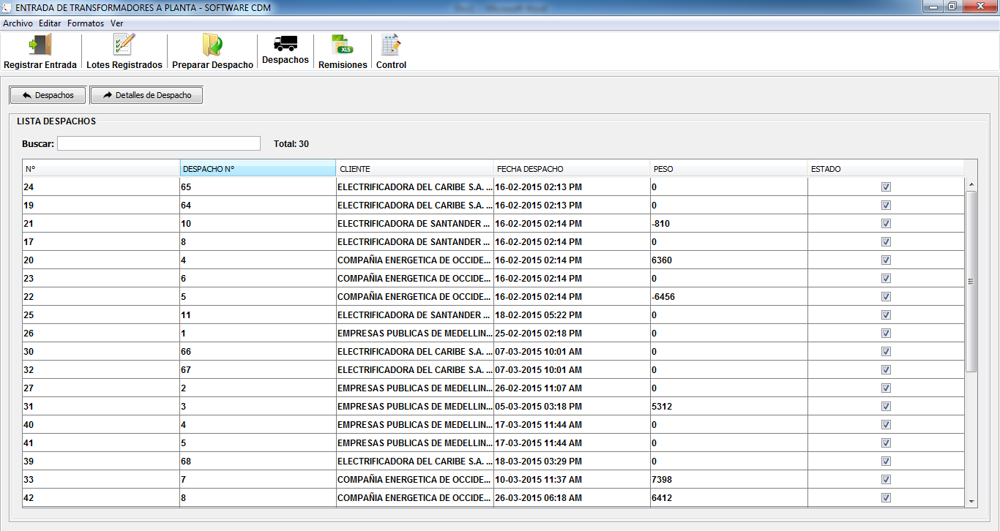 ENTRADA DE TRANSFORMADORES A PLANTA - SOFTWARE CDM
Archivo Editar Formatos Ver
Registrar Entrada Lotes Registrados Preparar Despacho Despachos Remisiones Control
XLS
Despachos Detalles de Despacho
LISTA DESPACHOS
Buscar: Total: 30
N° DESPACHO N° CLIENTE FECHA DESPACHO PESO ESTADO
24 65 ELECTRIFICADORA DEL CARIBE S.A. ... 16-02-2015 02:13 PM 0
19 64 ELECTRIFICADORA DEL CARIBE S.A. ... 16-02-2015 02:13 PM 0
21 10 ELECTRIFICADORA DE SANTANDER ... 16-02-2015 02:14 PM -810
17 8 ELECTRIFICADORA DE SANTANDER ... 16-02-2015 02:14 PM 0
20 4 COMPAÑIA ENERGETICA DE OCCIDE... 16-02-2015 02:14 PM 6360
23 6 COMPAÑIA ENERGETICA DE OCCIDE... 16-02-2015 02:14 PM 0
22 5 COMPAÑIA ENERGETICA DE OCCIDE... 16-02-2015 02:14 PM -6456
25 11 ELECTRIFICADORA DE SANTANDER ... 18-02-2015 05:22 PM 0
26 1 EMPRESAS PUBLICAS DE MEDELLIN... 25-02-2015 02:18 PM 0
30 66 ELECTRIFICADORA DEL CARIBE S.A. ... 07-03-2015 10:01 AM 0
32 67 ELECTRIFICADORA DEL CARIBE S.A. ... 07-03-2015 10:01 AM 0
27 2 EMPRESAS PUBLICAS DE MEDELLIN... 26-02-2015 11:07 AM 0
31 3 EMPRESAS PUBLICAS DE MEDELLIN... 05-03-2015 03:18 PM 5312
40 4 EMPRESAS PUBLICAS DE MEDELLIN... 17-03-2015 11:44 AM 0
41 5 EMPRESAS PUBLICAS DE MEDELLIN... 17-03-2015 11:44 AM 0
39 68 ELECTRIFICADORA DEL CARIBE S.A. ... 18-03-2015 03:29 PM 0
33 7 COMPAÑIA ENERGETICA DE OCCIDE... 10-03-2015 11:37 AM 7398
42 8 COMPAÑIA ENERGETICA DE OCCIDE... 26-03-2015 06:18 AM 6412